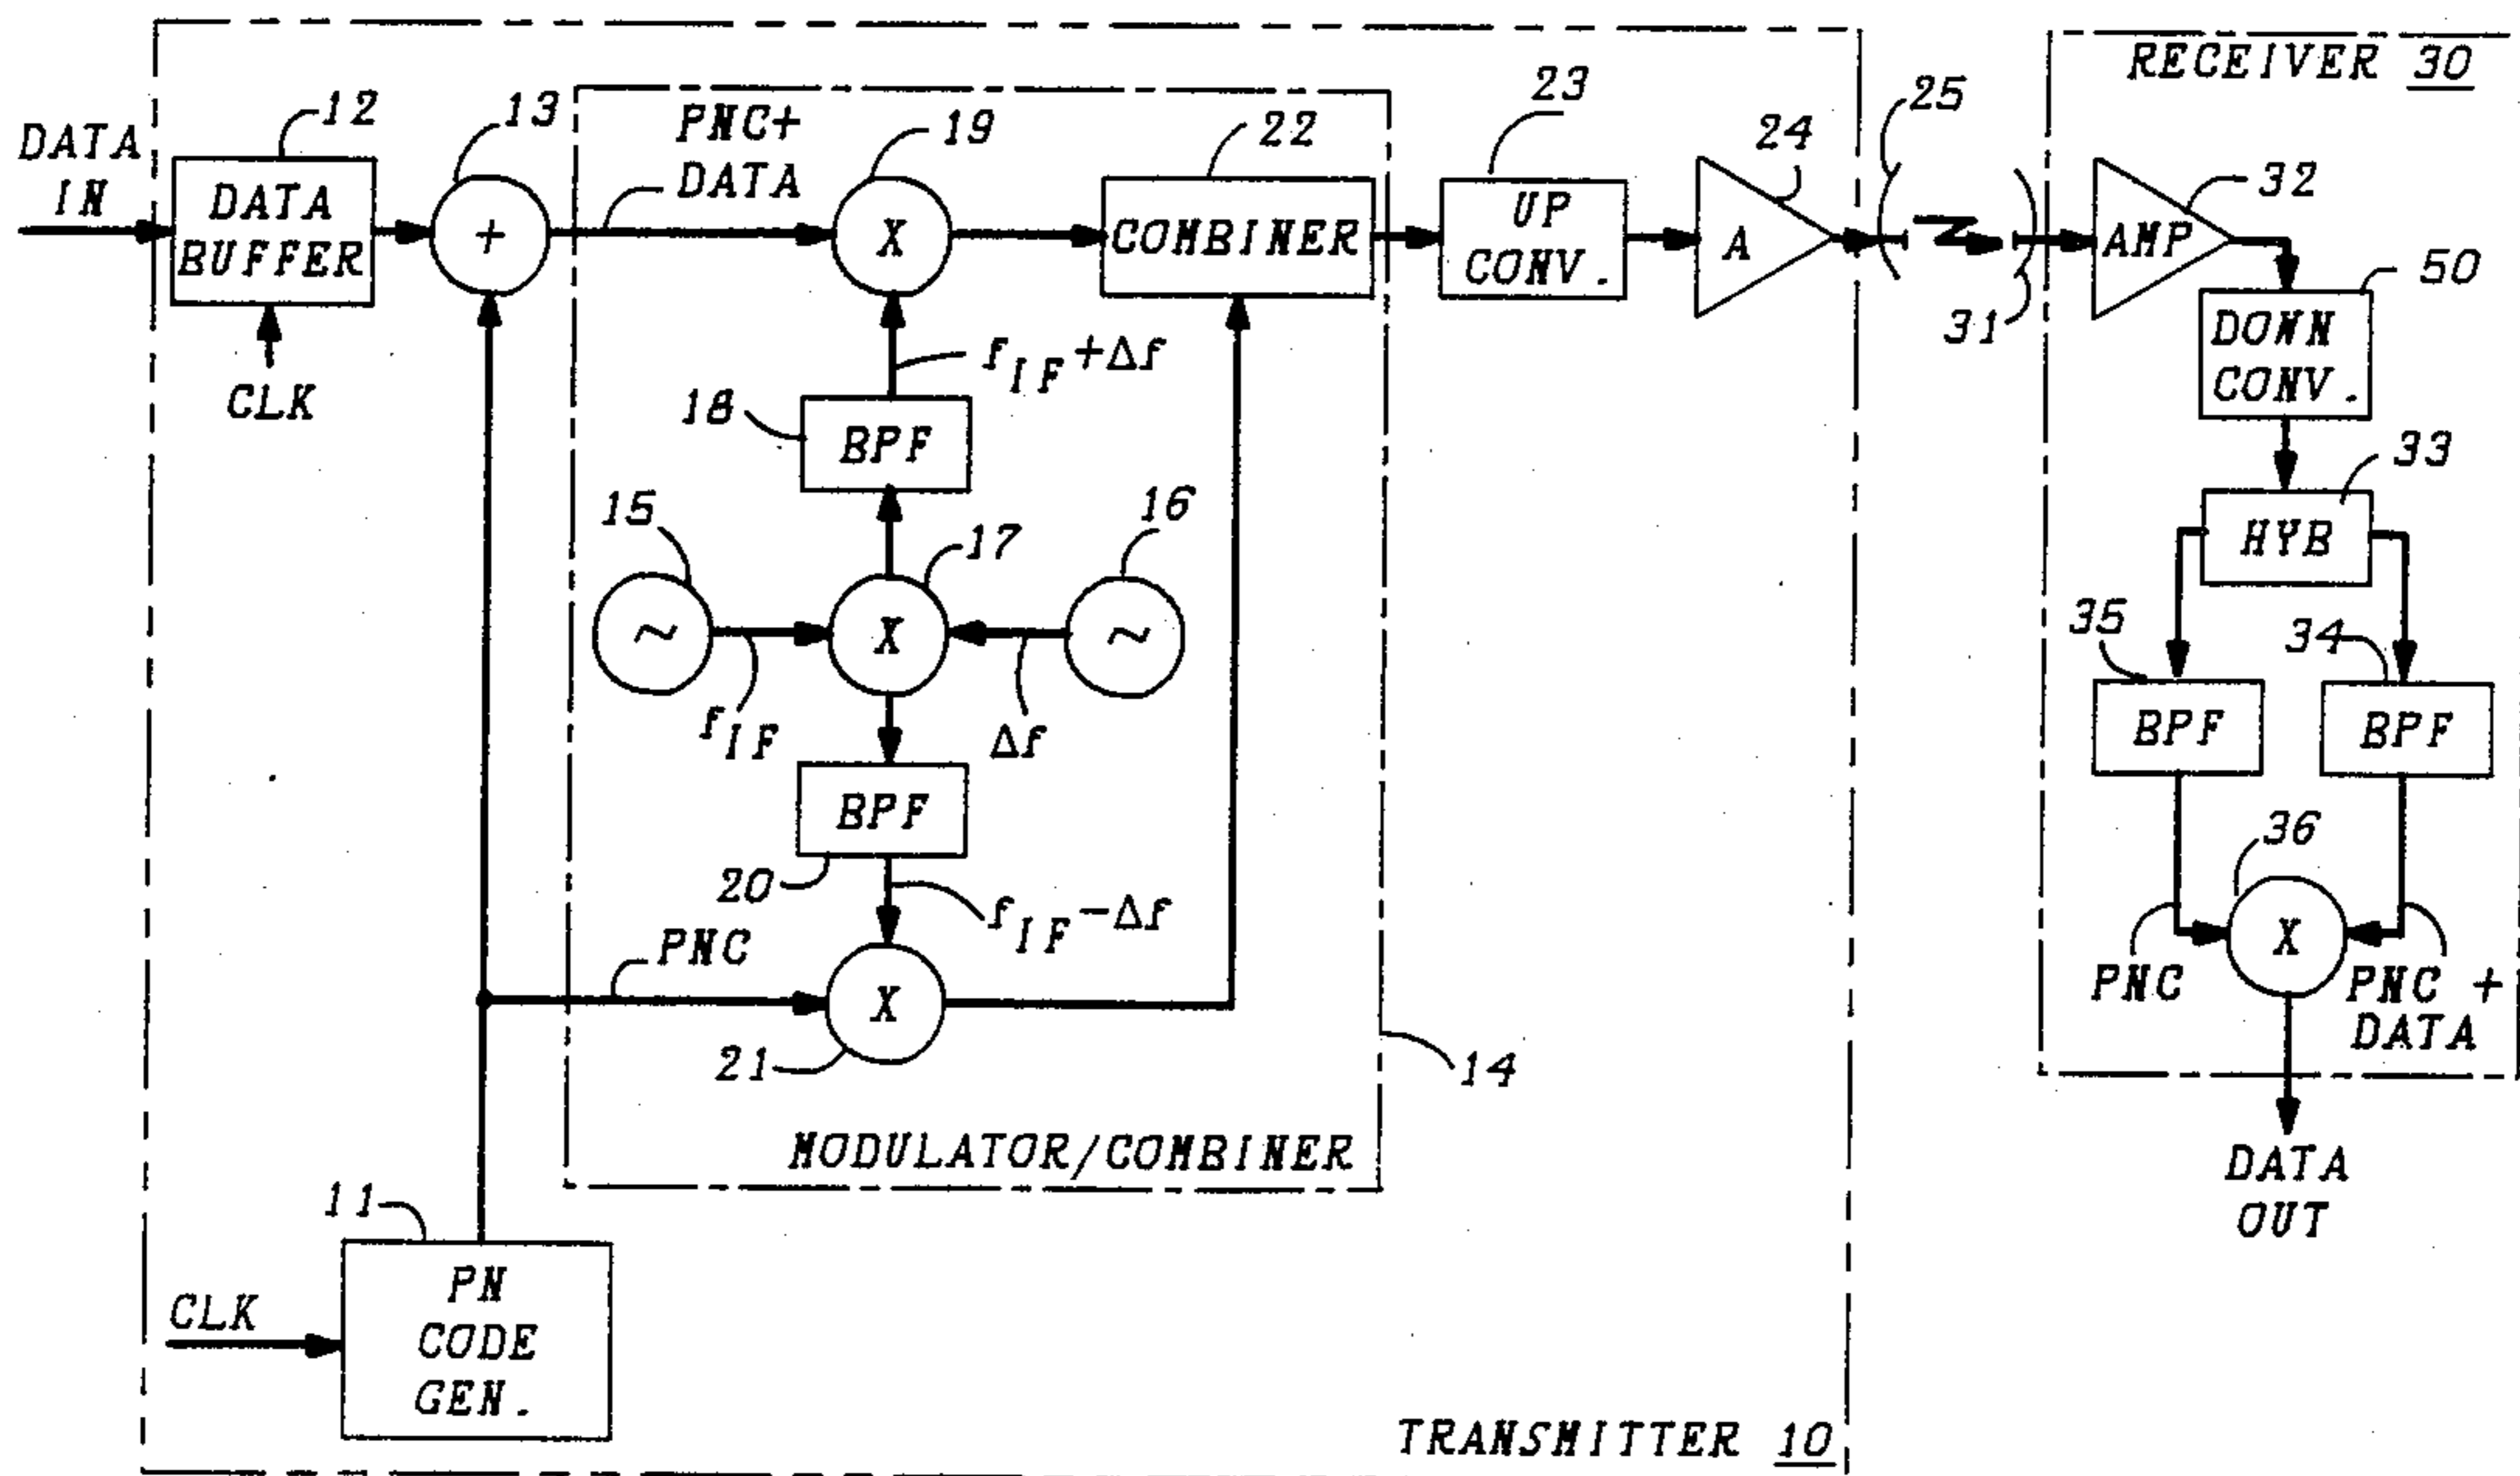 RECEIVER 30
DATA
IN
12
DATA
BUFFER
CLK
13
+
PNC+
DATA
19
X
22
COMBINER
23
UP
CONV.
24
A
25
31
32
AMP
50
DOWN
CONV.
33
HYB
f_IF+Δf
18
BPF
15
~
17
X
16
~
f_IF
Δf
BPF
20
f_IF-Δf
PNC
X
21
14
MODULATOR/COMBINER
35
BPF
34
BPF
36
X
PNC
PNC +
DATA
DATA
OUT
11
CLK
PN
CODE
GEN.
TRANSMITTER 10